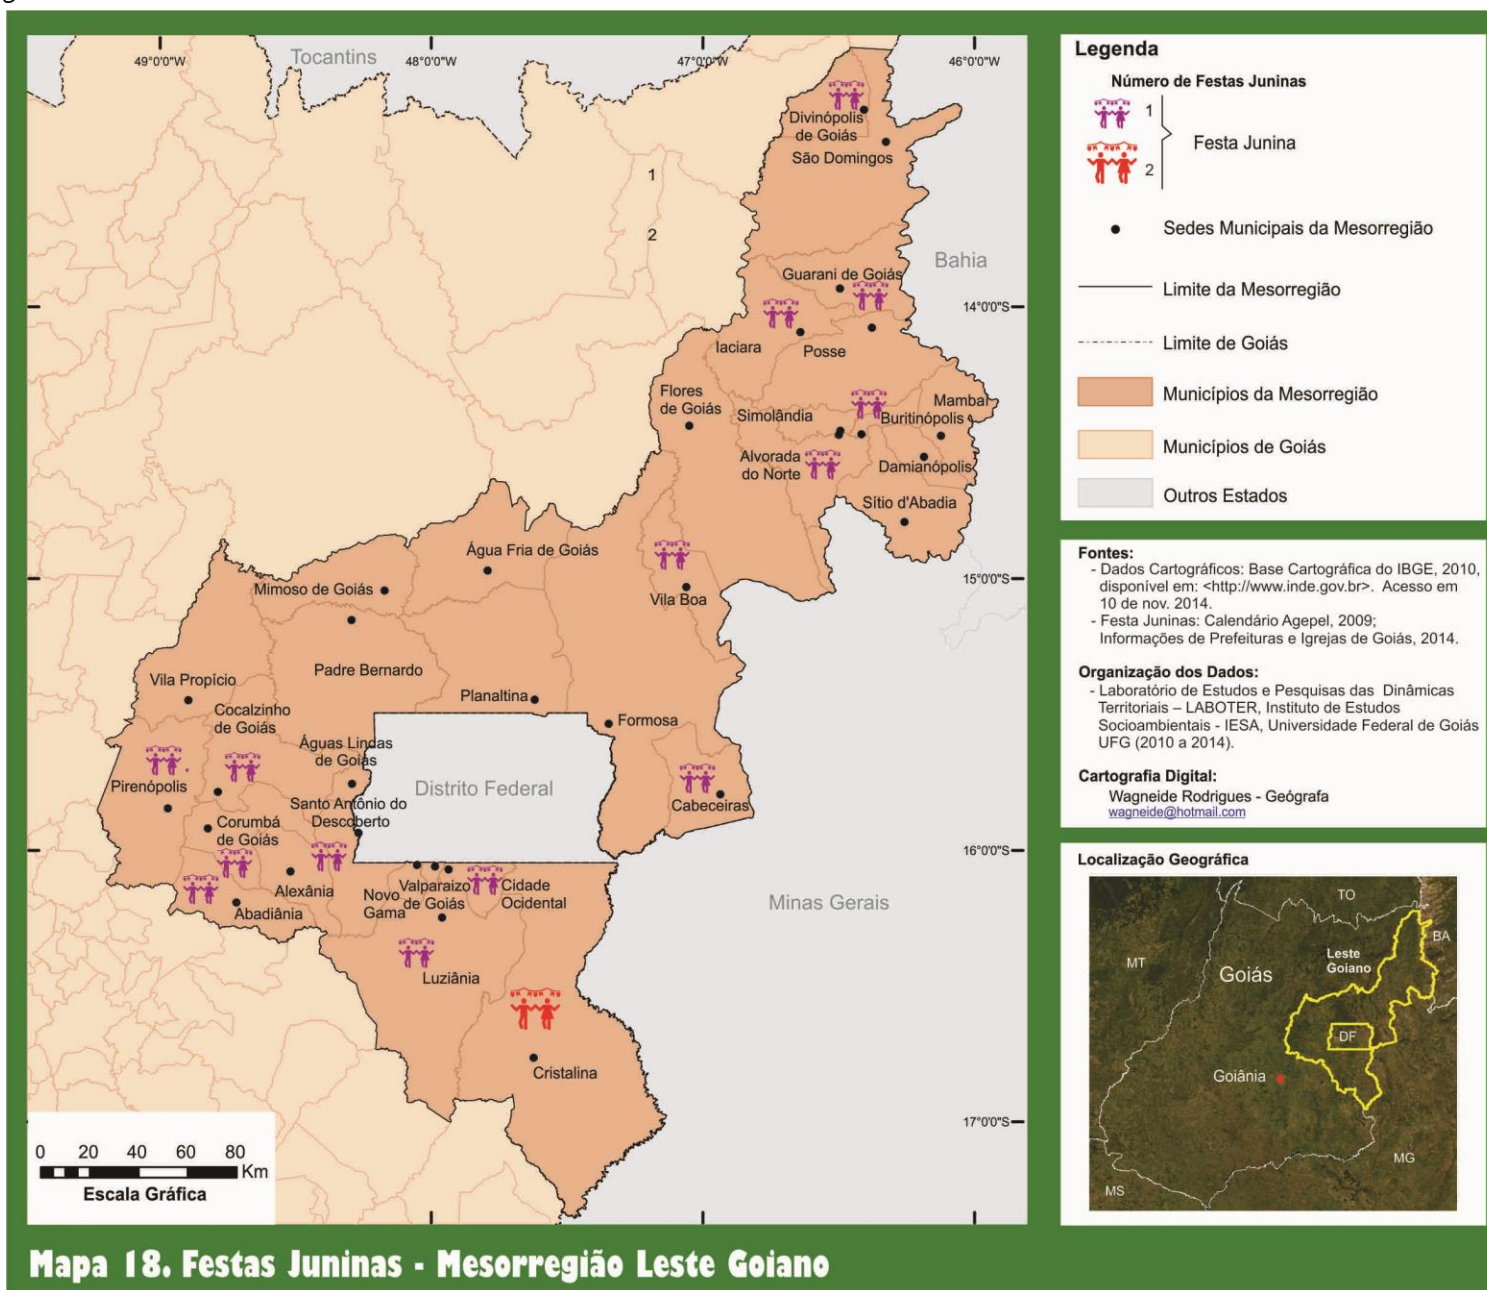 Tocantins
49°0'0"W
48°0'0"W
47°0'0"W
46°0'0"W
Divinópolis
de Goiás
São Domingos
1
2
Bahia
Guarani de Goiás
14°0'0"S
Iaciara
Posse
Flores
de Goiás
Simolândia
Mambaí
Buritinópolis
Alvorada
do Norte
Damianópolis
Sítio d'Abadia
Água Fria de Goiás
15°0'0"S
Mimoso de Goiás
Vila Boa
Padre Bernardo
Vila Propício
Planaltina
Cocalzinho
de Goiás
Formosa
Águas Lindas
de Goiás
Pirenópolis
Distrito Federal
Santo Antônio do
Descoberto
Cabeceiras
Corumbá
de Goiás
16°0'0"S
Alexânia
Novo
Gama
Valparaizo
de Goiás
Cidade
Ocidental
Abadiânia
Minas Gerais
Luziânia
Cristalina
17°0'0"S
0 20 40 60 80
Km
Escala Gráfica
Legenda
Número de Festas Juninas
1
Festa Junina
2
Sedes Municipais da Mesorregião
Limite da Mesorregião
Limite de Goiás
Municípios da Mesorregião
Municípios de Goiás
Outros Estados
Fontes:
- Dados Cartográficos: Base Cartográfica do IBGE, 2010,
disponível em: <http://www.inde.gov.br>. Acesso em
10 de nov. 2014.
- Festa Juninas: Calendário Agepel, 2009;
Informações de Prefeituras e Igrejas de Goiás, 2014.
Organização dos Dados:
- Laboratório de Estudos e Pesquisas das Dinâmicas
Territoriais – LABOTER, Instituto de Estudos
Socioambientais - IESA, Universidade Federal de Goiás
UFG (2010 a 2014).
Cartografia Digital:
Wagneide Rodrigues - Geógrafa
wagneide@hotmail.com
Localização Geográfica
TO
BA
Leste
Goiano
MT
Goiás
DF
Goiânia
MG
MS
Mapa 18. Festas Juninas - Mesorregião Leste Goiano